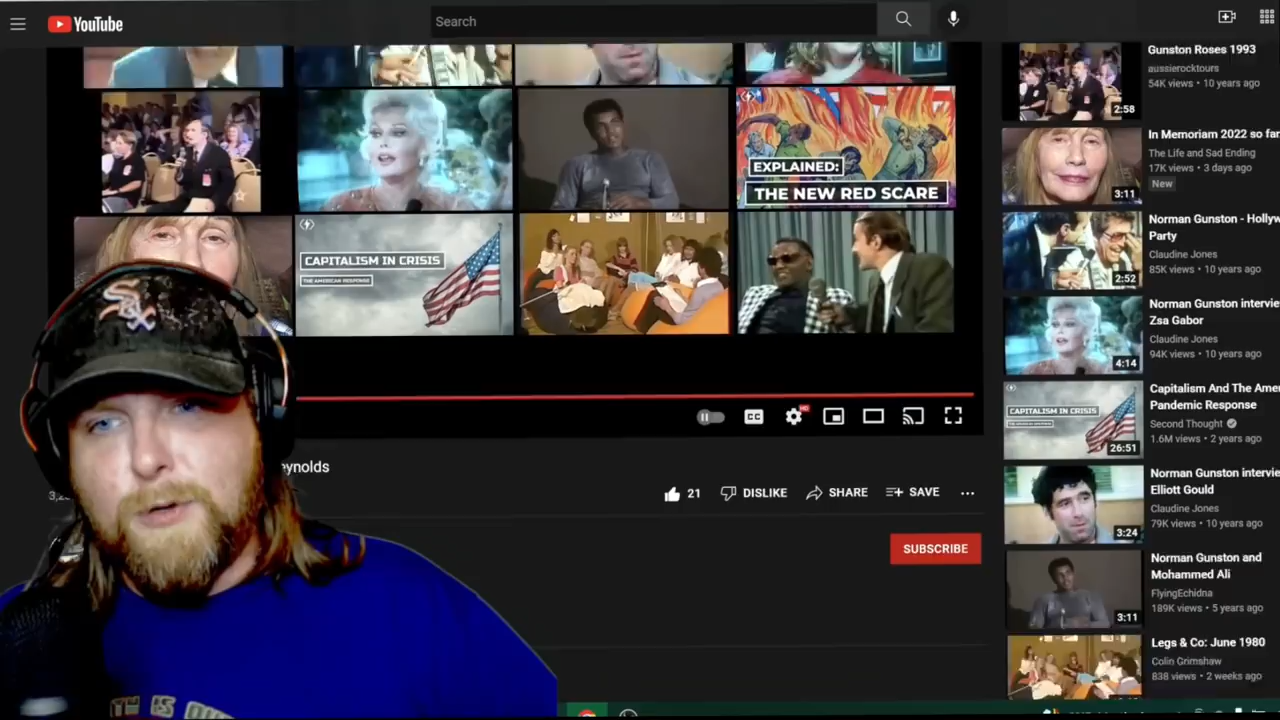 YouTube
Search
EXPLAINED:
THE NEW RED SCARE
CAPITALISM IN CRISIS
THE AMERICAN RESPONSE
CC
HD
eynolds
21
DISLIKE
SHARE
SAVE
SUBSCRIBE
Gunston Roses 1993
aussierocktours
54K views • 10 years ago
2:58
In Memoriam 2022 so far
The Life and Sad Ending
17K views • 3 days ago
New
3:11
Norman Gunston - Hollyw
Party
Claudine Jones
85K views • 10 years ago
2:52
Norman Gunston intervie
Zsa Gabor
Claudine Jones
94K views • 10 years ago
4:14
Capitalism And The Ame
Pandemic Response
Second Thought
1.6M views • 2 years ago
CAPITALISM IN CRISIS
26:51
Norman Gunston intervie
Elliott Gould
Claudine Jones
79K views • 10 years ago
3:24
Norman Gunston and
Mohammed Ali
FlyingEchidna
189K views • 5 years ago
3:11
Legs & Co: June 1980
Colin Grimshaw
838 views • 2 weeks ago